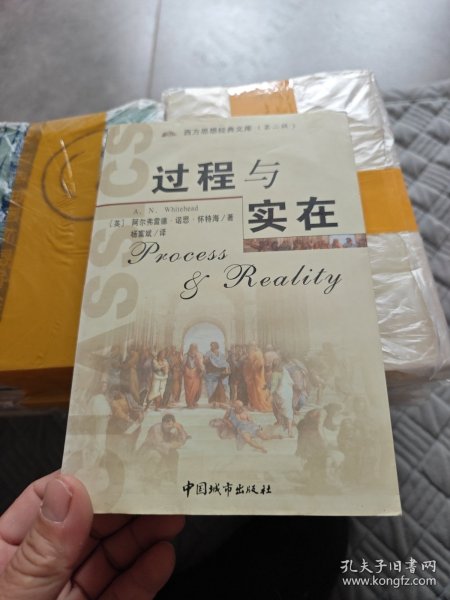 西方思想经典文库（第二辑）
CLASSICS
过程与
实在
A. N. Whitehead
［英］阿尔弗雷德·诺思·怀特海/著
杨富斌/译
Process
& Reality
中国城市出版社
孔夫子旧书网
www.kongfz.com